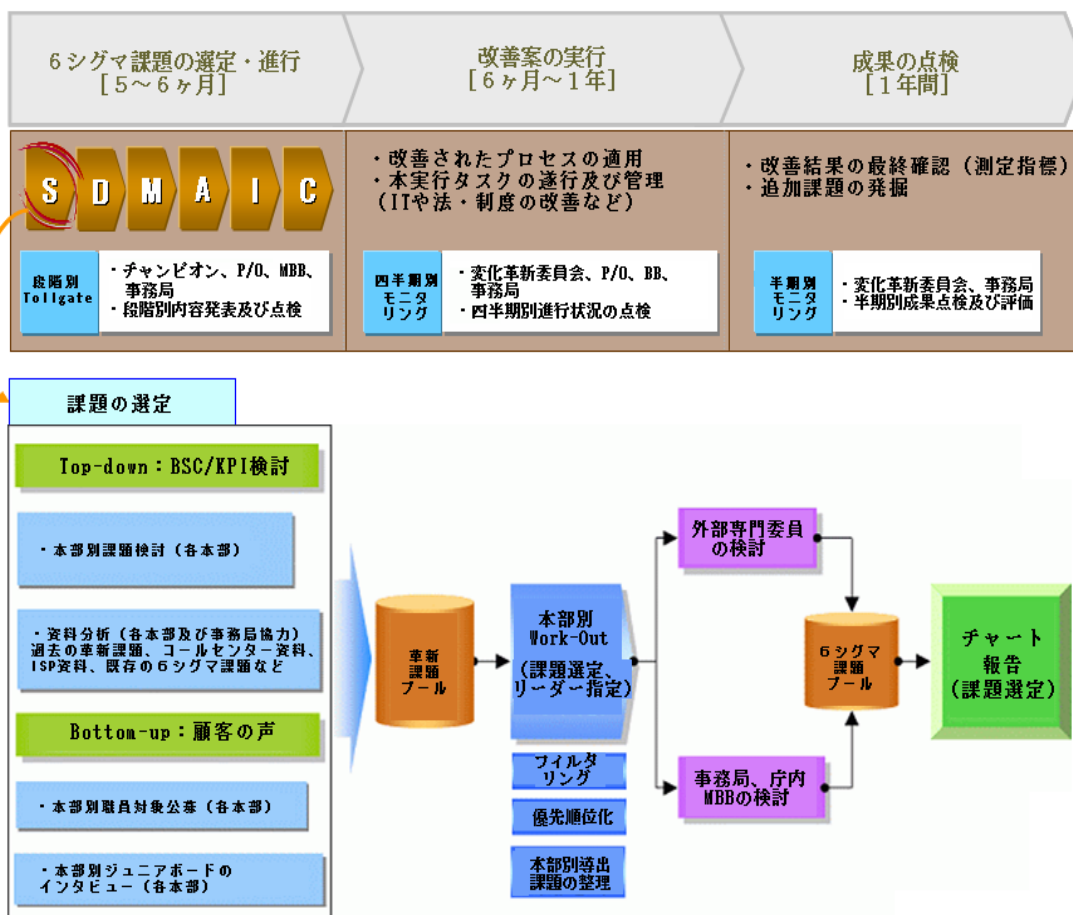 6シグマ課題の選定・進行
[5～6ヶ月]
改善案の実行
[6ヶ月～1年]
成果の点検
[1年間]
S D M A I C
・改善されたプロセスの適用
・本実行タスクの遂行及び管理
(ITや法・制度の改善など)
・改善結果の最終確認（測定指標）
・追加課題の発掘
段階別
Tollgate
・チャンピオン、P/O、MBB、
事務局
・段階別内容発表及び点検
四半期別
モニタ
リング
・変化革新委員会、P/O、BB、
事務局
・四半期別進行状況の点検
半期別
モニタ
リング
・変化革新委員会、事務局
・半期別成果点検及び評価
課題の選定
Top-down：BSC/KPI検討
・本部別課題検討（各本部）
・資料分析（各本部及び事務局協力）
過去の革新課題、コールセンター資料、
ISP資料、既存の6シグマ課題など
Bottom-up：顧客の声
・本部別職員対象公募（各本部）
・本部別ジュニアボードの
インタビュー（各本部）
革新
課題
プール
本部別
Work-Out
(課題選定、
リーダー指定)
フィルタ
リング
優先順位化
本部別導出
課題の整理
外部専門委員
の検討
事務局、庁内
MBBの検討
6シグマ
課題
プール
チャート
報告
(課題選定)